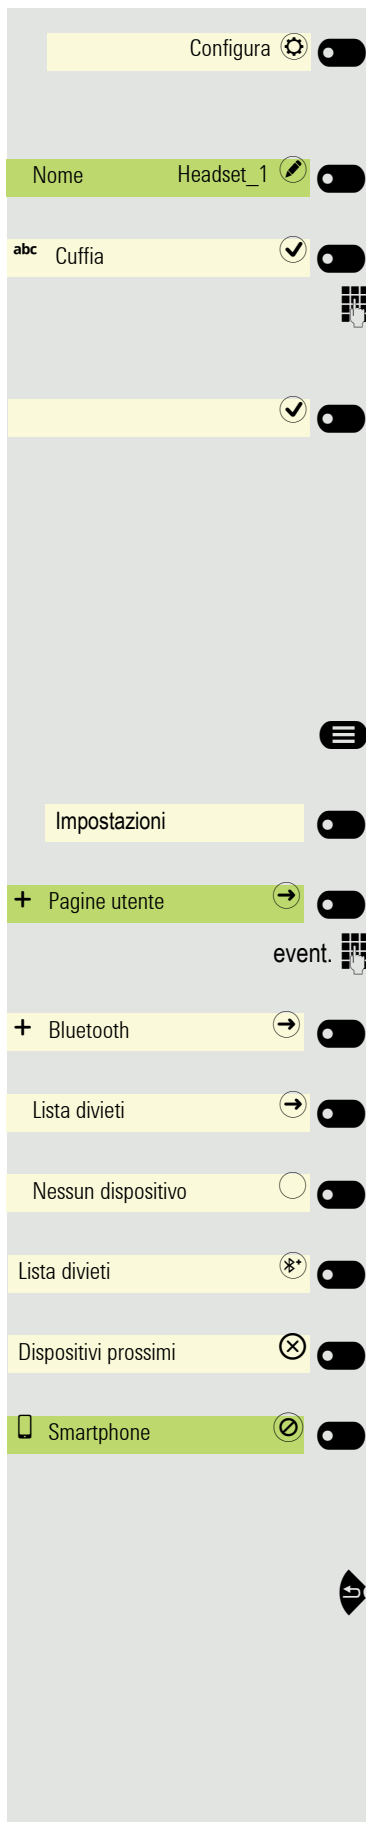 Configura
Nome Headset_1
abc Cuffia
Impostazioni
+ Pagine utente
event.
+ Bluetooth
Lista divieti
Nessun dispositivo
Lista divieti
Dispositivi prossimi
Smartphone